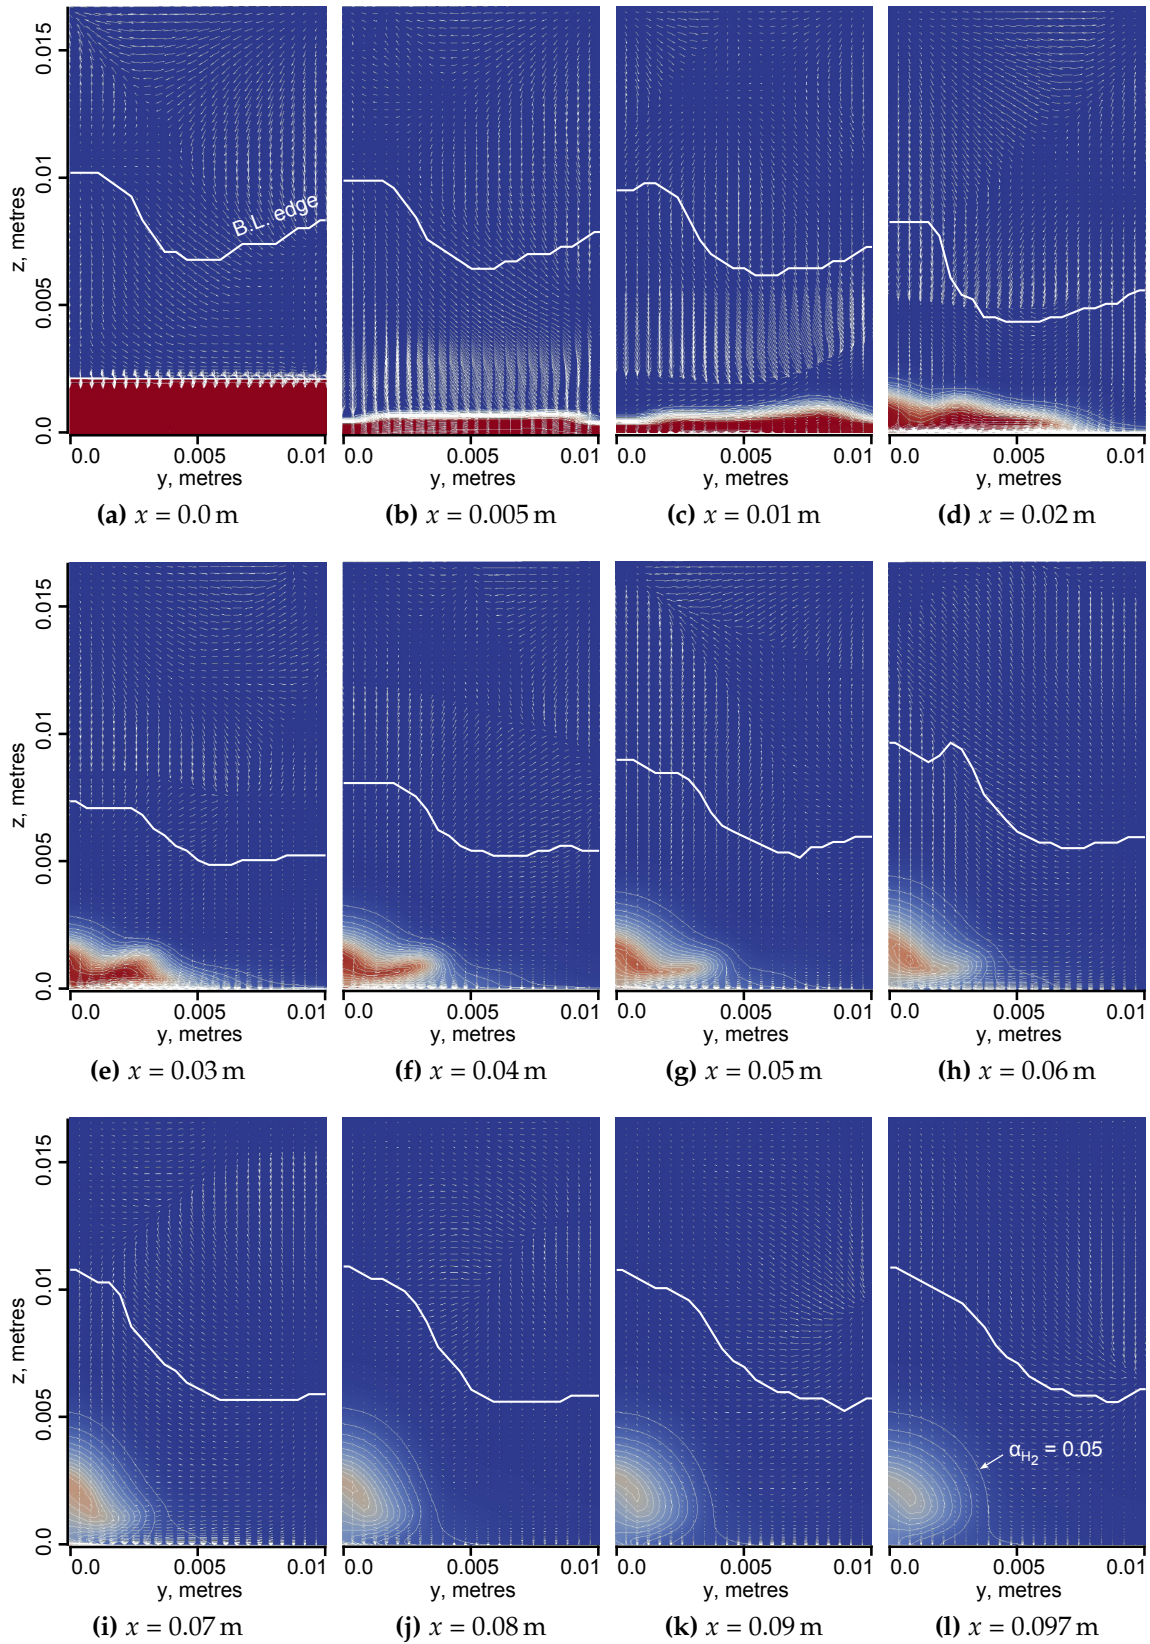 0.015
0.01
B.L. edge
z, metres
0.005
0.0
0.0 0.005 0.01 0.0 0.005 0.01 0.0 0.005 0.01 0.0 0.005 0.01
y, metres y, metres y, metres y, metres
(a) x = 0.0 m (b) x = 0.005 m (c) x = 0.01 m (d) x = 0.02 m
0.015
0.01
z, metres
0.005
0.0
0.0 0.005 0.01 0.0 0.005 0.01 0.0 0.005 0.01 0.0 0.005 0.01
y, metres y, metres y, metres y, metres
(e) x = 0.03 m (f) x = 0.04 m (g) x = 0.05 m (h) x = 0.06 m
0.015
0.01
z, metres
0.005
α_H₂ = 0.05
0.0
0.0 0.005 0.01 0.0 0.005 0.01 0.0 0.005 0.01 0.0 0.005 0.01
y, metres y, metres y, metres y, metres
(i) x = 0.07 m (j) x = 0.08 m (k) x = 0.09 m (l) x = 0.097 m